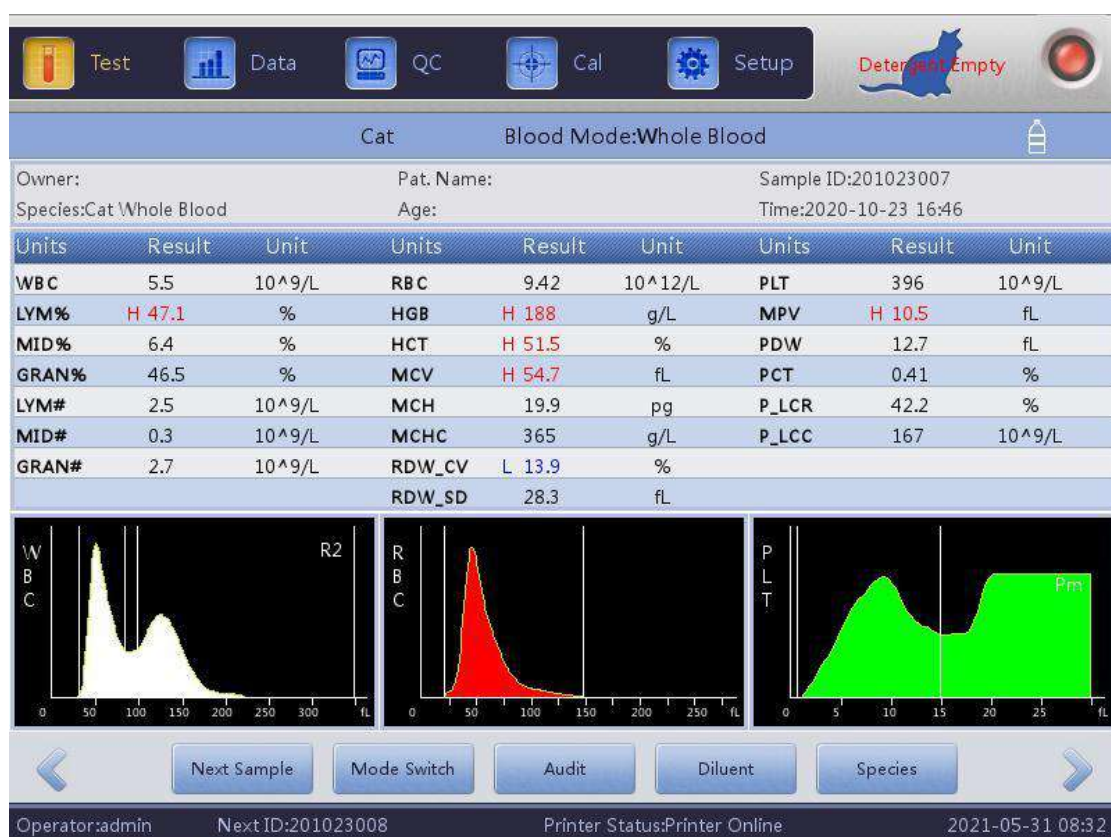 Test Data QC Cal Setup Detergent Empty
Cat Blood Mode:Whole Blood
Owner: Pat. Name: Sample ID:201023007
Species:Cat Whole Blood Age: Time:2020-10-23 16:46
Units Result Unit Units Result Unit Units Result Unit
WBC 5.5 10^9/L RBC 9.42 10^12/L PLT 396 10^9/L
LYM% H 47.1 % HGB H 188 g/L MPV H 10.5 fL
MID% 6.4 % HCT H 51.5 % PDW 12.7 fL
GRAN% 46.5 % MCV H 54.7 fL PCT 0.41 %
LYM# 2.5 10^9/L MCH 19.9 pg P_LCR 42.2 %
MID# 0.3 10^9/L MCHC 365 g/L P_LCC 167 10^9/L
GRAN# 2.7 10^9/L RDW_CV L 13.9 %
RDW_SD 28.3 fL
WBC R2 RBC PLT Pm
0 50 100 150 200 250 300 fL 0 50 100 150 200 250 fL 0 5 10 15 20 25 fL
Next Sample Mode Switch Audit Diluent Species
Operator:admin Next ID:201023008 Printer Status:Printer Online 2021-05-31 08:32